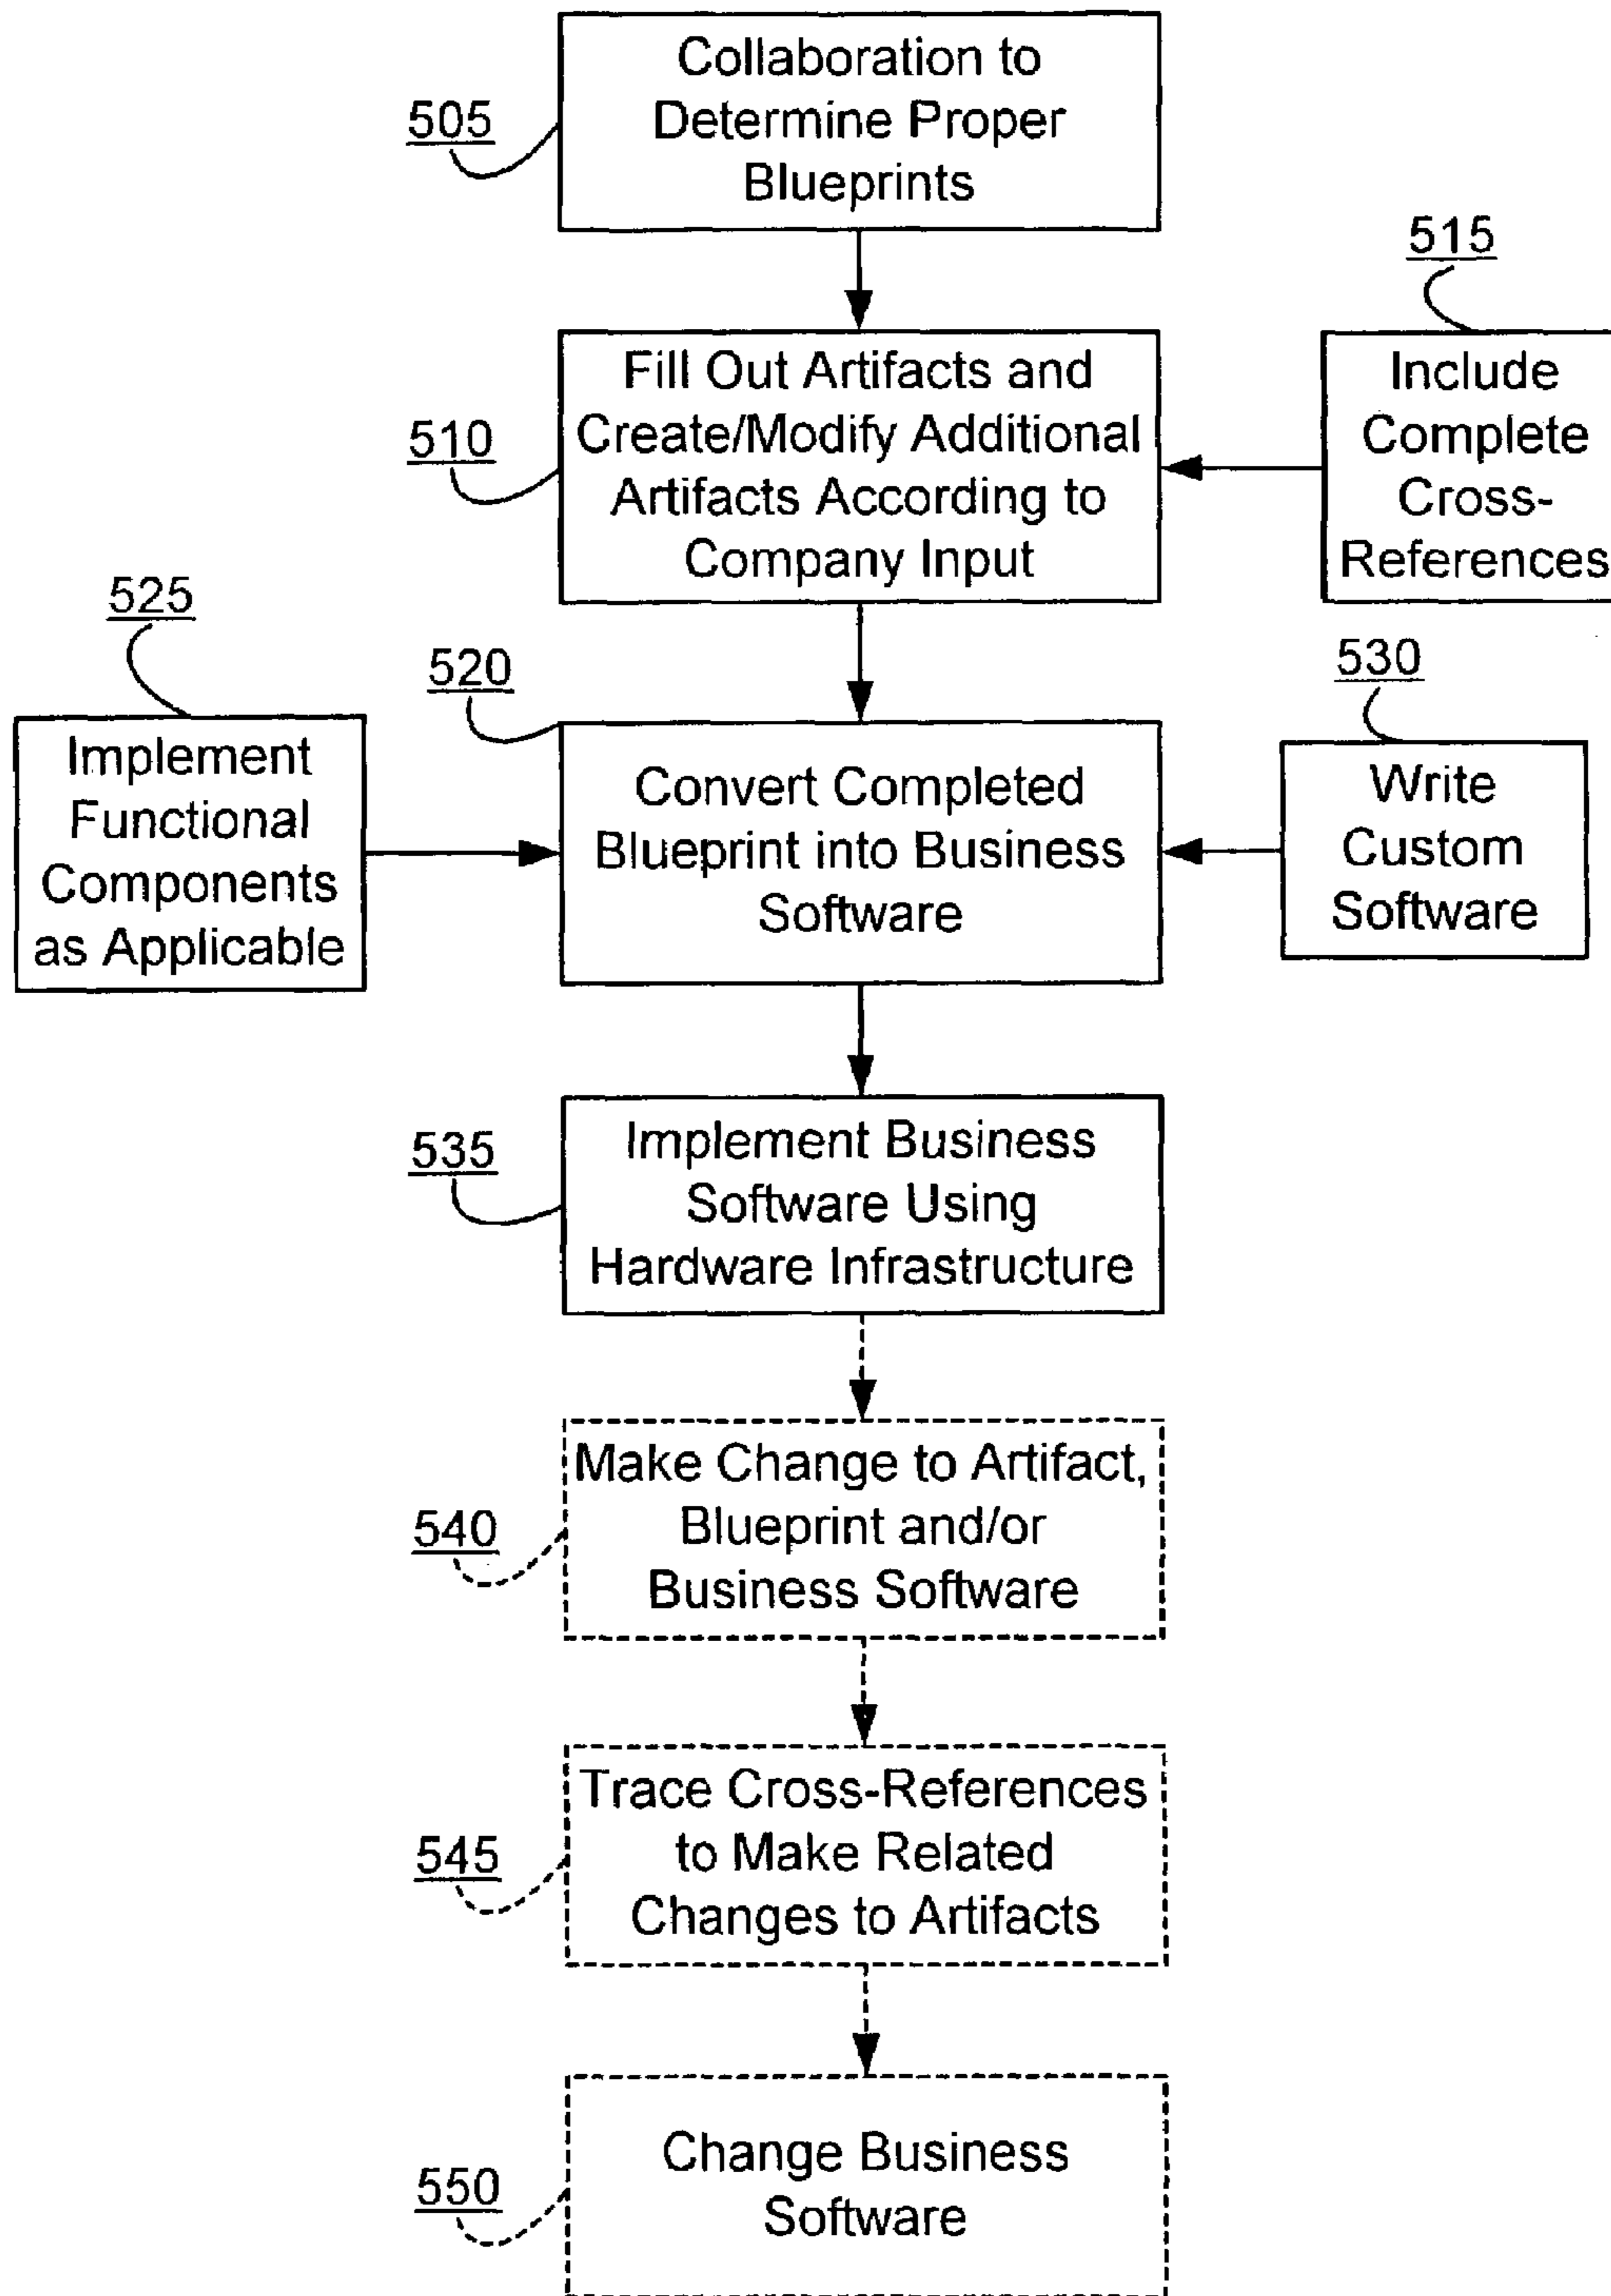 505
Collaboration to
Determine Proper
Blueprints
510
Fill Out Artifacts and
Create/Modify Additional
Artifacts According to
Company Input
515
Include
Complete
Cross-
References
525
Implement
Functional
Components
as Applicable
520
Convert Completed
Blueprint into Business
Software
530
Write
Custom
Software
535
Implement Business
Software Using
Hardware Infrastructure
540
Make Change to Artifact,
Blueprint and/or
Business Software
545
Trace Cross-References
to Make Related
Changes to Artifacts
550
Change Business
Software